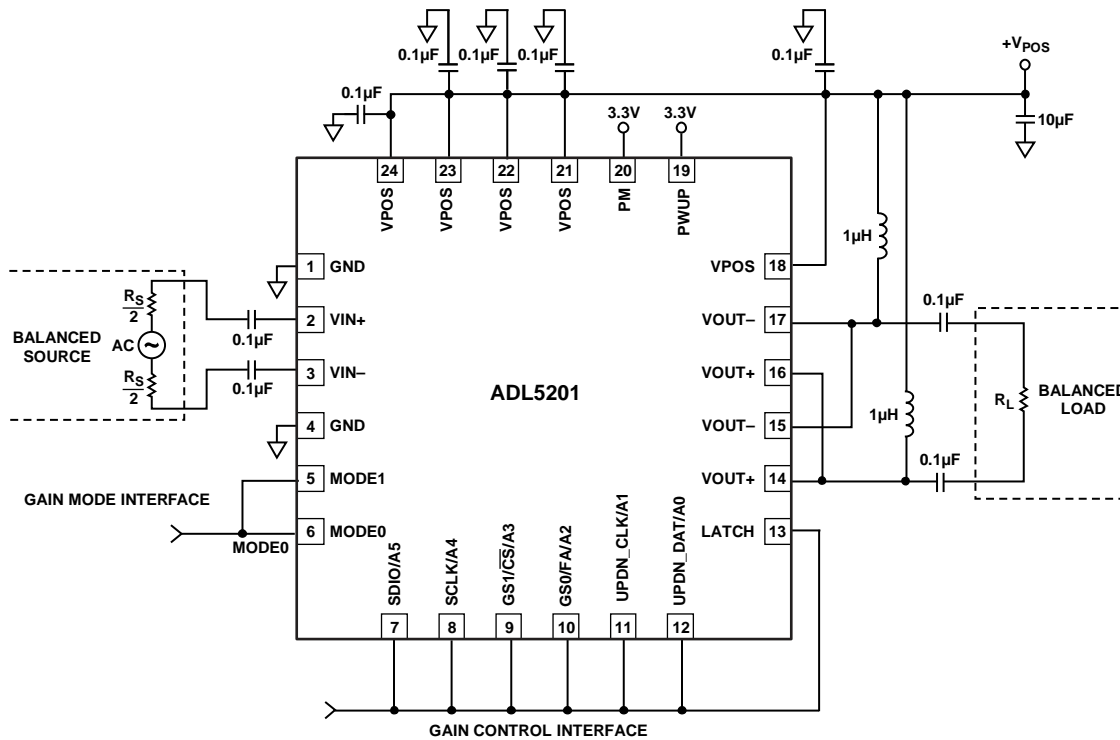 +VPOS
0.1µF
0.1µF
0.1µF
0.1µF
0.1µF
3.3V
3.3V
10µF
24
23
22
21
20
19
VPOS
VPOS
VPOS
VPOS
PM
PWUP
1µH
1 GND
VPOS 18
BALANCED
SOURCE
RS
2
AC
RS
2
0.1µF
0.1µF
2 VIN+
3 VIN–
ADL5201
VOUT– 17
VOUT+ 16
VOUT– 15
VOUT+ 14
0.1µF
1µH
0.1µF
RL
BALANCED
LOAD
4 GND
5 MODE1
GAIN MODE INTERFACE
6 MODE0
MODE0
LATCH 13
SDIO/A5
SCLK/A4
GS1/CS/A3
GS0/FA/A2
UPDN_CLK/A1
UPDN_DAT/A0
7
8
9
10
11
12
GAIN CONTROL INTERFACE